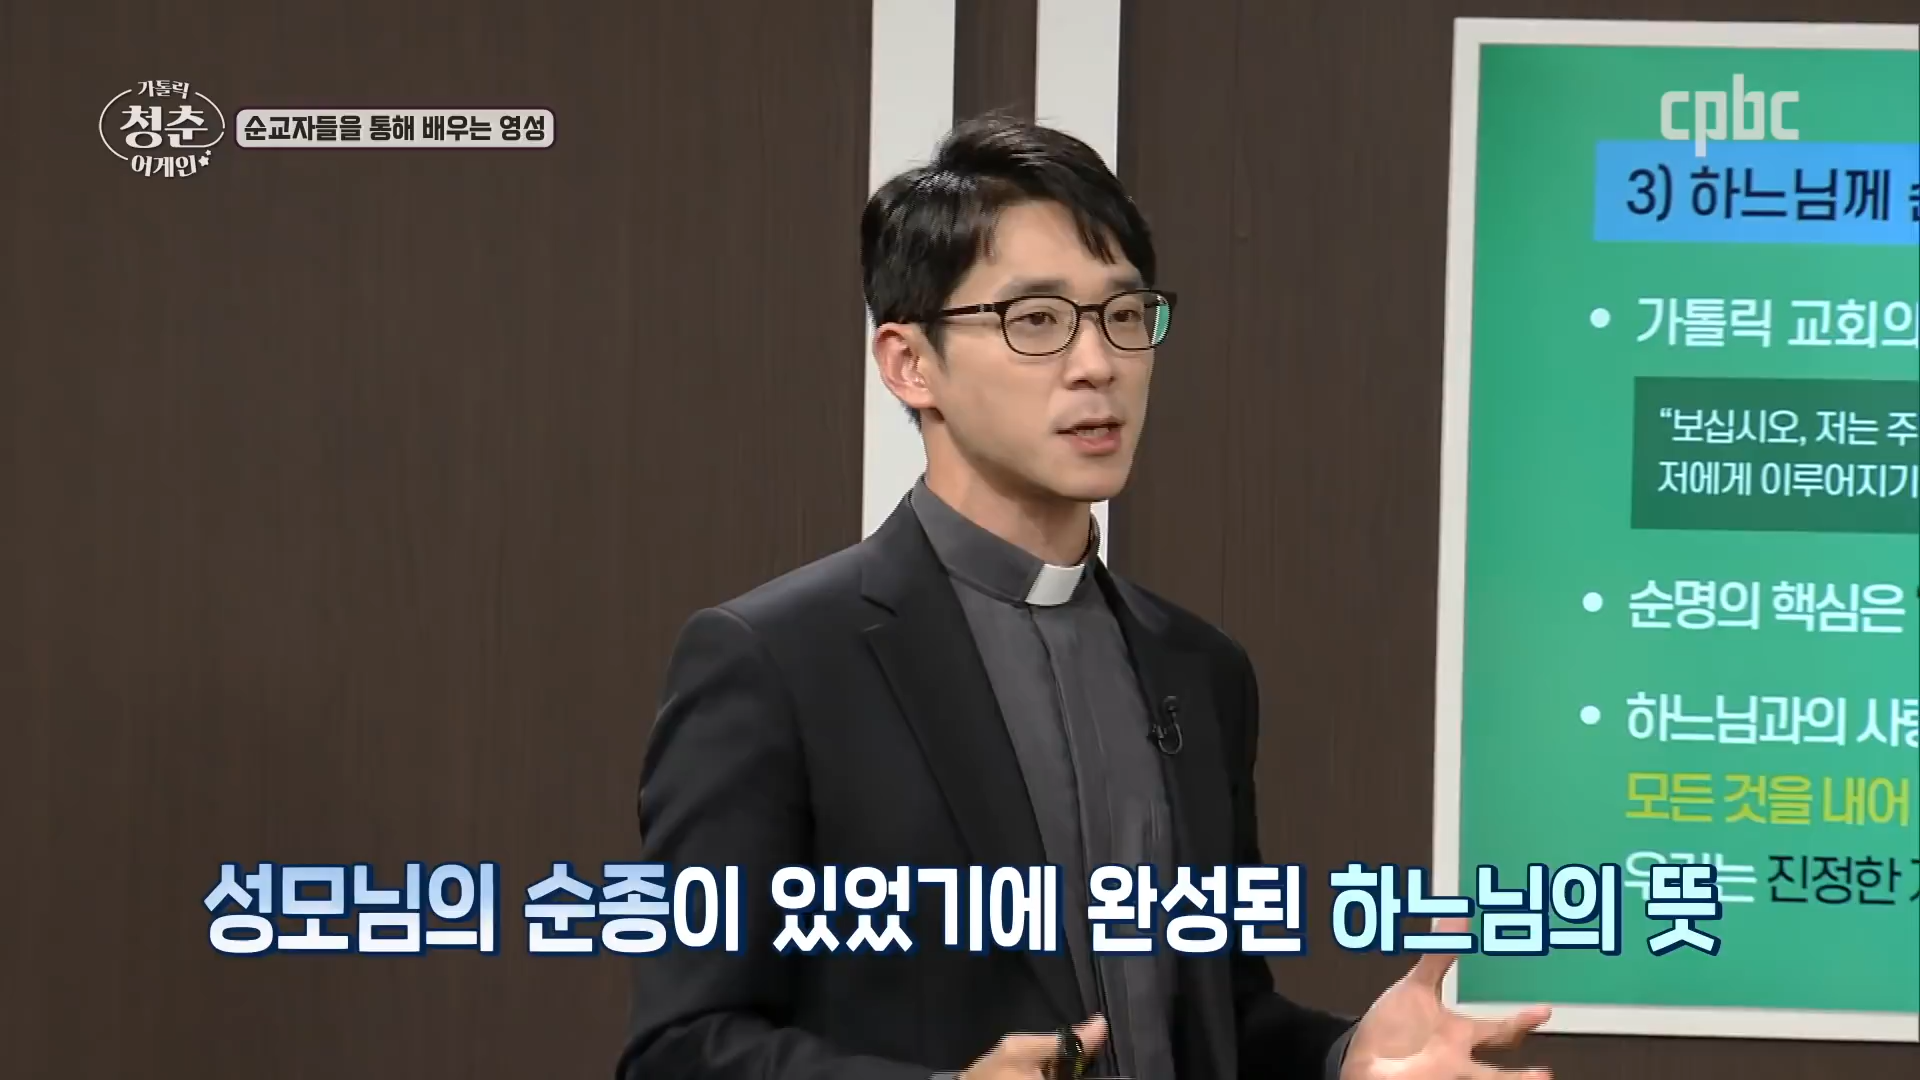 가톨릭
청춘
어게인
순교자들을 통해 배우는 영성
cpbc
3) 하느님께
가톨릭 교회의
“보십시오, 저는 주
저에게 이루어지기
순명의 핵심은
하느님과의
모든 것을 내어
진정한
성모님의 순종이 있었기에 완성된 하느님의 뜻